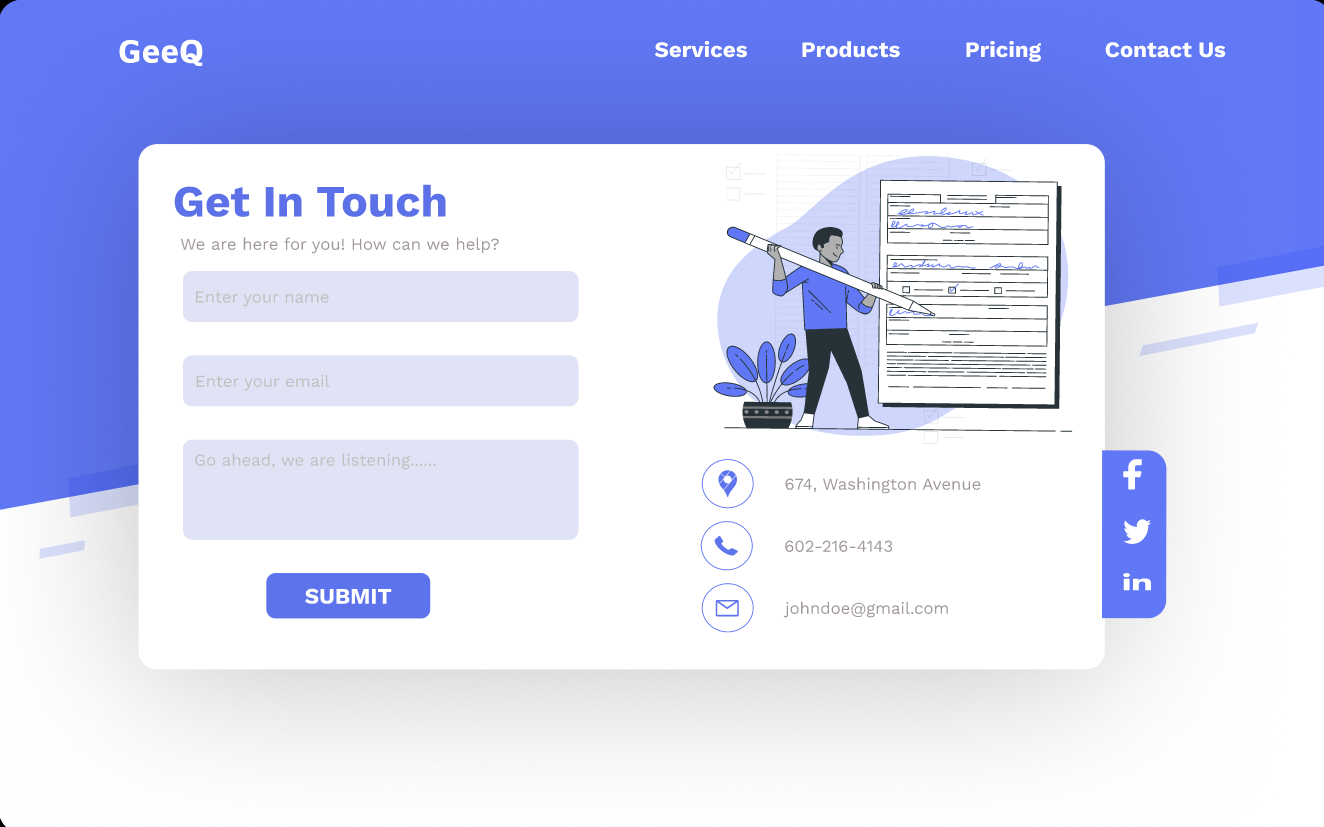 GeeQ
Services
Products
Pricing
Contact Us
Get In Touch
We are here for you! How can we help?
Enter your name
Enter your email
Go ahead, we are listening......
SUBMIT
674, Washington Avenue
602-216-4143
johndoe@gmail.com